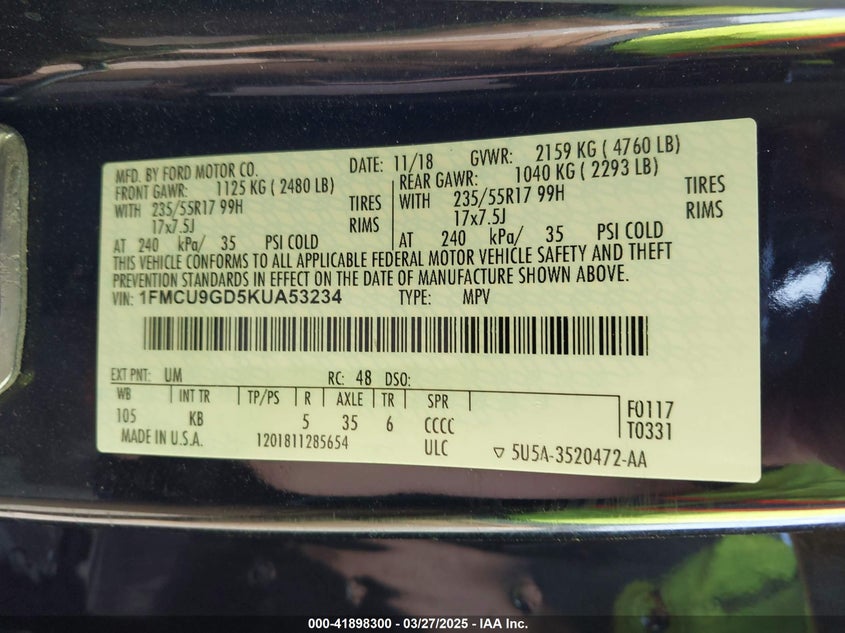 MFD. BY FORD MOTOR CO. DATE: 11/18 GVWR: 2159 KG ( 4760 LB)
FRONT GAWR: 1125 KG ( 2480 LB) REAR GAWR: 1040 KG ( 2293 LB)
WITH 235/55R17 99H TIRES WITH 235/55R17 99H TIRES
17x7.5J RIMS 17x7.5J RIMS
AT 240 kPa/ 35 PSI COLD AT 240 kPa/ 35 PSI COLD
THIS VEHICLE CONFORMS TO ALL APPLICABLE FEDERAL MOTOR VEHICLE SAFETY AND THEFT
PREVENTION STANDARDS IN EFFECT ON THE DATE OF MANUFACTURE SHOWN ABOVE.
VIN: 1FMCU9GD5KUA53234 TYPE: MPV
EXT PNT: UM RC: 48 DSO:
WB INT TR TP/PS R AXLE TR SPR
105 KB 5 35 6 CCCC F0117
MADE IN U.S.A. 1201811285654 ULC T0331
▽ 5U5A-3520472-AA
000-41898300 / 03/27/2025 - IAA Inc.